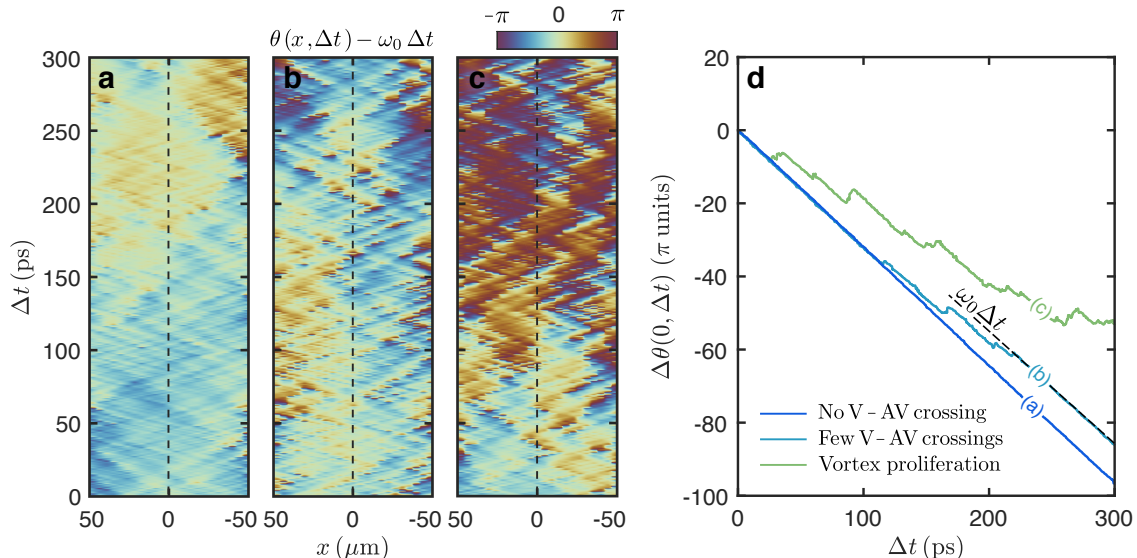 -π 0 π
θ(x, Δt) − ω₀ Δt
a
b
c
300
250
200
150
100
50
0
Δt (ps)
50 0 -50
50 0 -50
50 0 -50
x (μm)
d
20
0
-20
-40
-60
-80
-100
Δθ(0, Δt) (π units)
ω₀Δt
(c)
(b)
(a)
No V - AV crossing
Few V - AV crossings
Vortex proliferation
0 100 200 300
Δt (ps)